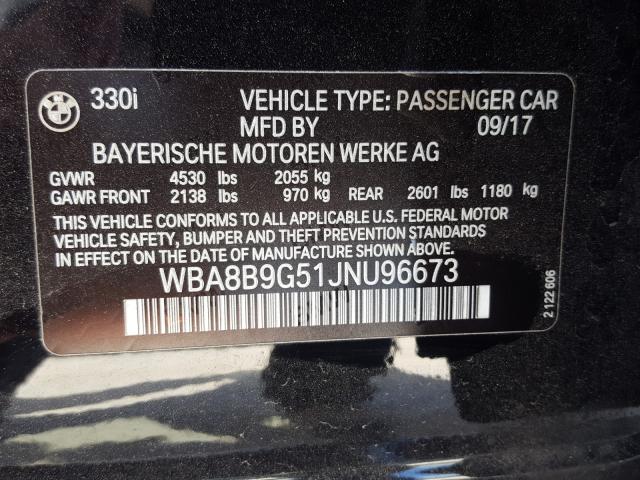 330i VEHICLE TYPE: PASSENGER CAR
MFD BY 09/17
BAYERISCHE MOTOREN WERKE AG
GVWR 4530 lbs 2055 kg
GAWR FRONT 2138 lbs 970 kg REAR 2601 lbs 1180 kg
THIS VEHICLE CONFORMS TO ALL APPLICABLE U.S. FEDERAL MOTOR
VEHICLE SAFETY, BUMPER AND THEFT PREVENTION STANDARDS
IN EFFECT ON THE DATE OF MANUFACTURE SHOWN ABOVE.
WBA8B9G51JNU96673
2 122 606